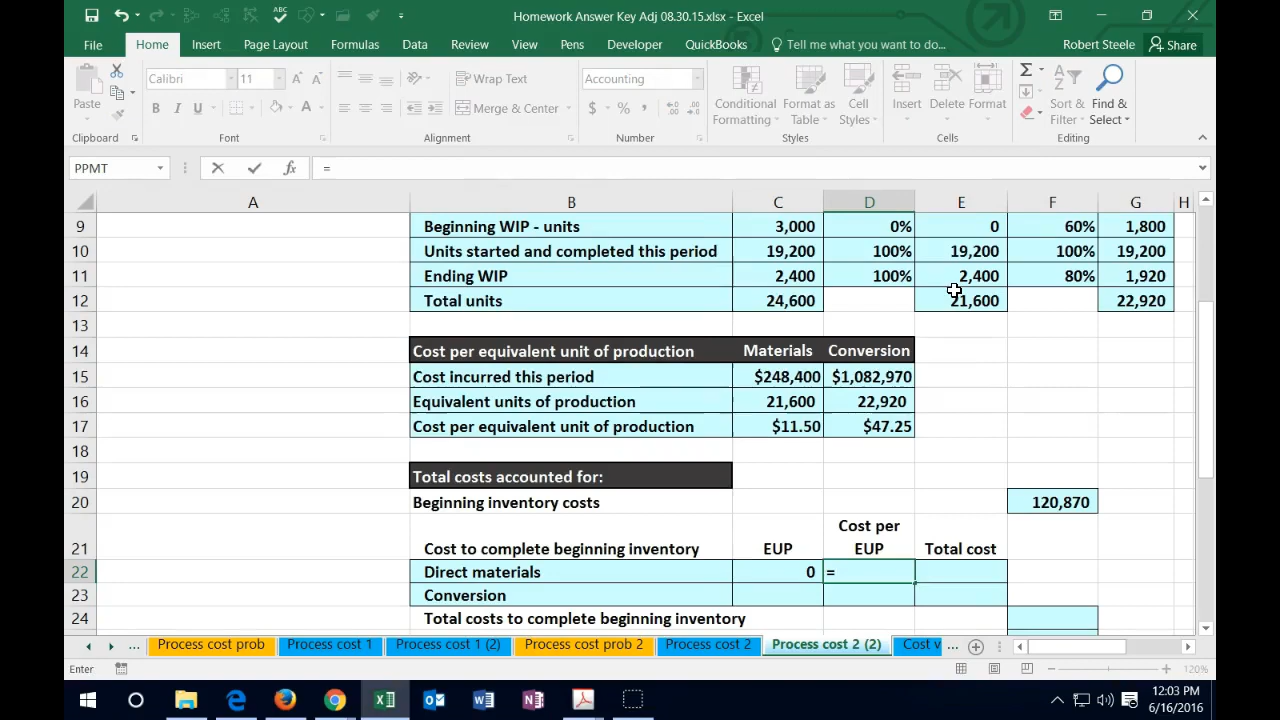 Homework Answer Key Adj 08.30.15.xlsx - Excel
File Home Insert Page Layout Formulas Data Review View Pens Developer QuickBooks Tell me what you want to do... Robert Steele Share
Calibri 11 Wrap Text Accounting
Paste B I U A Merge & Center $ % Conditional Formatting Format as Table Cell Styles Insert Delete Format Sort & Filter Find & Select
Clipboard Font Alignment Number Styles Cells Editing
PPMT fx =
A B C D E F G H
9 Beginning WIP - units 3,000 0% 0 60% 1,800
10 Units started and completed this period 19,200 100% 19,200 100% 19,200
11 Ending WIP 2,400 100% 2,400 80% 1,920
12 Total units 24,600 21,600 22,920
13
14 Cost per equivalent unit of production Materials Conversion
15 Cost incurred this period $248,400 $1,082,970
16 Equivalent units of production 21,600 22,920
17 Cost per equivalent unit of production $11.50 $47.25
18
19 Total costs accounted for:
20 Beginning inventory costs 120,870
21 Cost to complete beginning inventory EUP Cost per EUP Total cost
22 Direct materials 0 =
23 Conversion
24 Total costs to complete beginning inventory
... Process cost prob Process cost 1 Process cost 1 (2) Process cost prob 2 Process cost 2 Process cost 2 (2) Cost v ...
Enter 120%
12:03 PM
6/16/2016